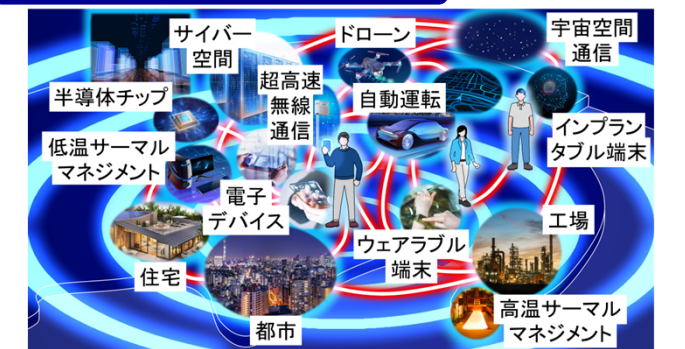 サイバー
空間
ドローン
宇宙空間
通信
半導体チップ
超高速
無線
通信
自動運転
インプラン
タブル端末
低温サーマル
マネジメント
電子
デバイス
ウェアラブル
端末
工場
住宅
都市
高温サーマル
マネジメント